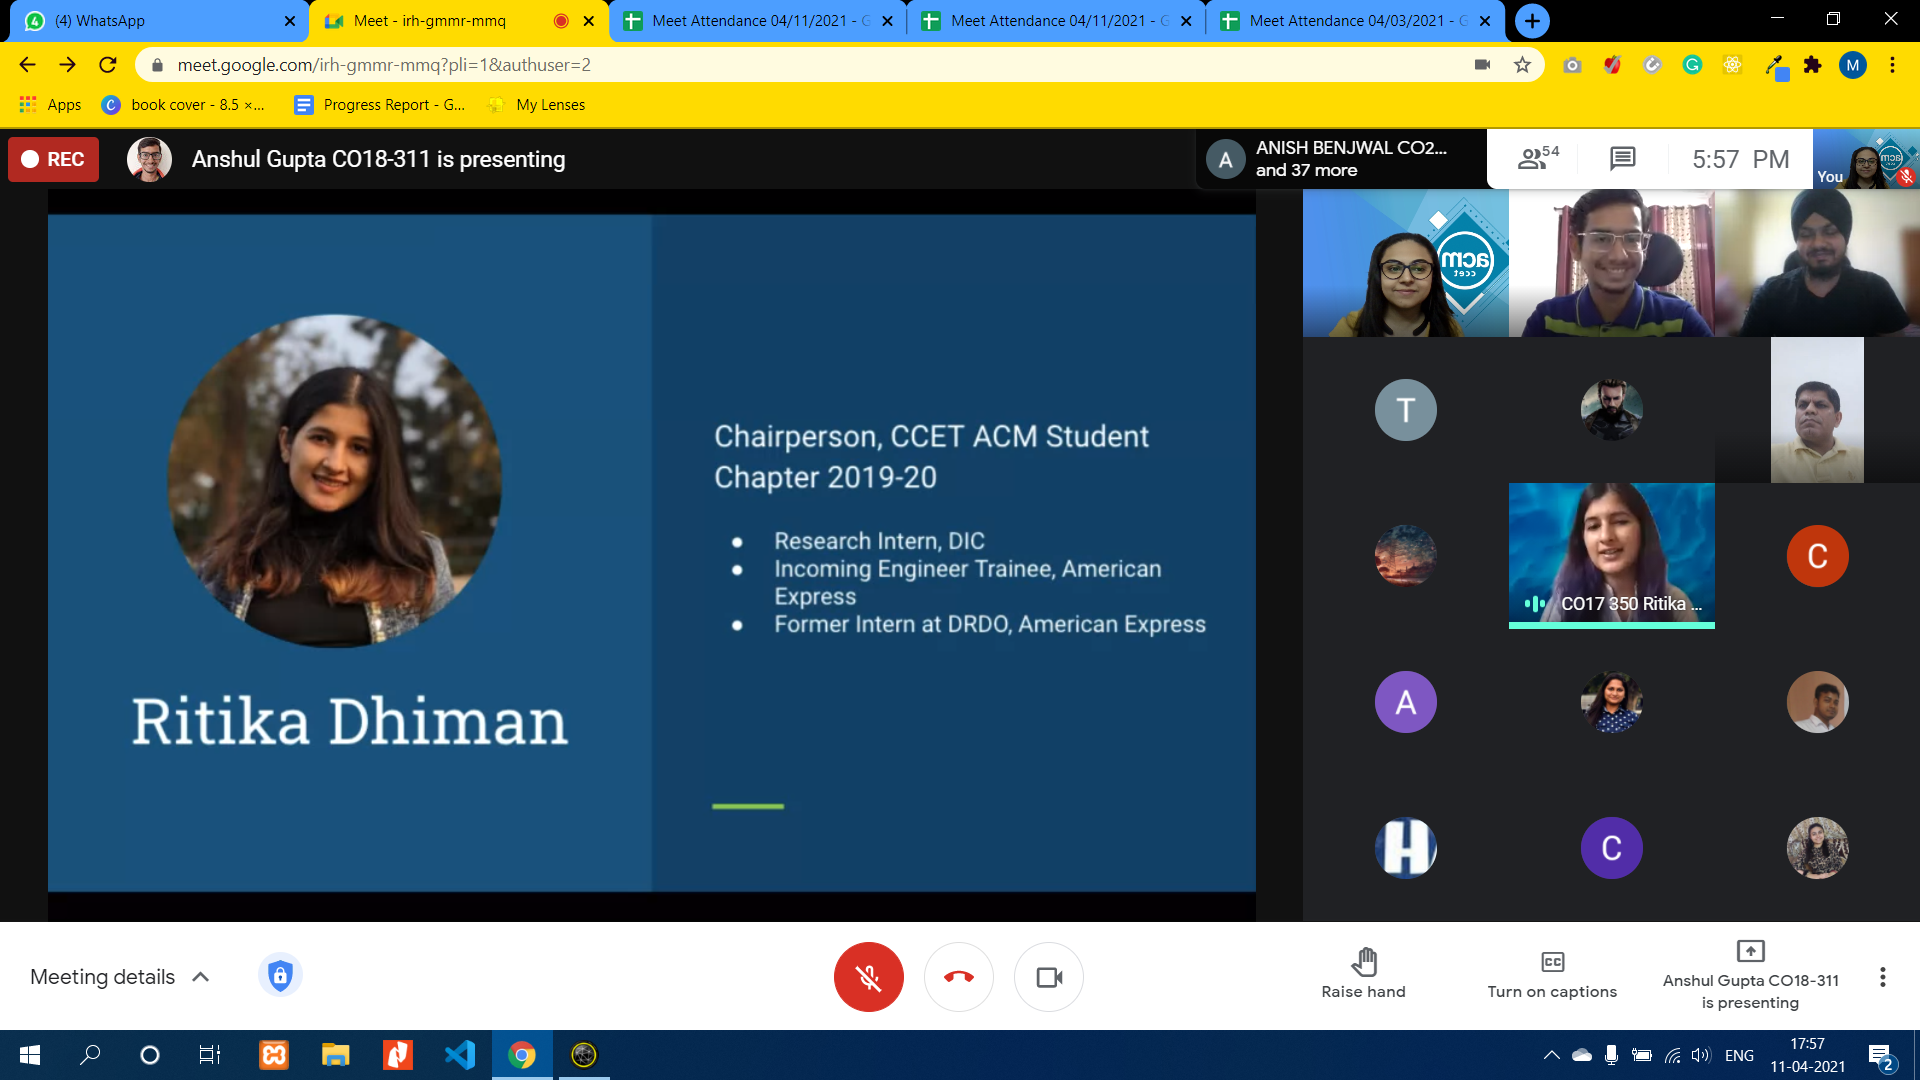 (4) WhatsApp
Meet - irh-gmmr-mmq
Meet Attendance 04/11/2021 - G
Meet Attendance 04/11/2021 - G
Meet Attendance 04/03/2021 - G
meet.google.com/irh-gmmr-mmq?pli=1&authuser=2
M
Apps
book cover - 8.5 ×...
Progress Report - G...
My Lenses
REC
Anshul Gupta CO18-311 is presenting
A
ANISH BENJWAL CO2...
and 37 more
54
5:57 PM
You
acm
ccet
Chairperson, CCET ACM Student
Chapter 2019-20
● Research Intern, DIC
● Incoming Engineer Trainee, American
Express
● Former Intern at DRDO, American Express
Ritika Dhiman
T
CO17 350 Ritika ...
C
A
H
C
Meeting details
Raise hand
CC
Turn on captions
Anshul Gupta CO18-311
is presenting
ENG
17:57
11-04-2021
2